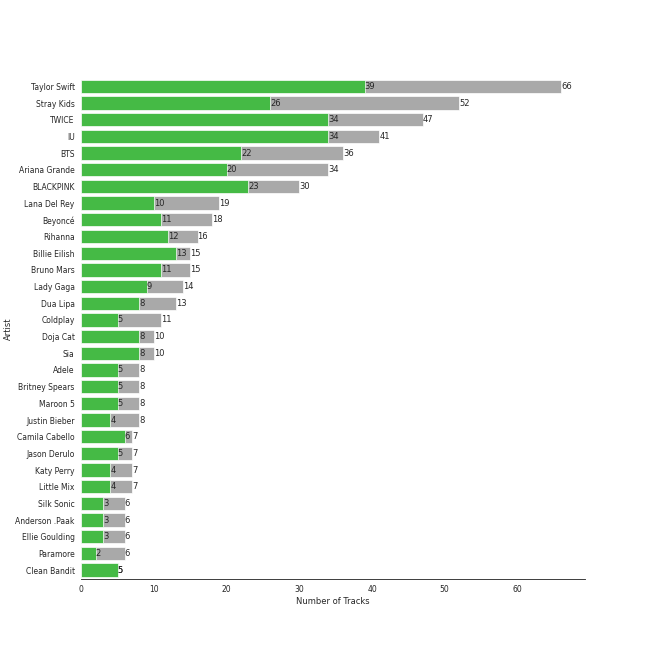 Taylor Swift 39 66
Stray Kids 26 52
TWICE 34 47
IU 34 41
BTS 22 36
Ariana Grande 20 34
BLACKPINK 23 30
Lana Del Rey 10 19
Beyoncé 11 18
Rihanna 12 16
Billie Eilish 13 15
Bruno Mars 11 15
Lady Gaga 9 14
Dua Lipa 8 13
Coldplay 5 11
Doja Cat 8 10
Sia 8 10
Adele 5 8
Britney Spears 5 8
Maroon 5 5 8
Justin Bieber 4 8
Camila Cabello 6 7
Jason Derulo 5 7
Katy Perry 4 7
Little Mix 4 7
Silk Sonic 3 6
Anderson .Paak 3 6
Ellie Goulding 3 6
Paramore 2 6
Clean Bandit 5 5
Artist
0 10 20 30 40 50 60
Number of Tracks